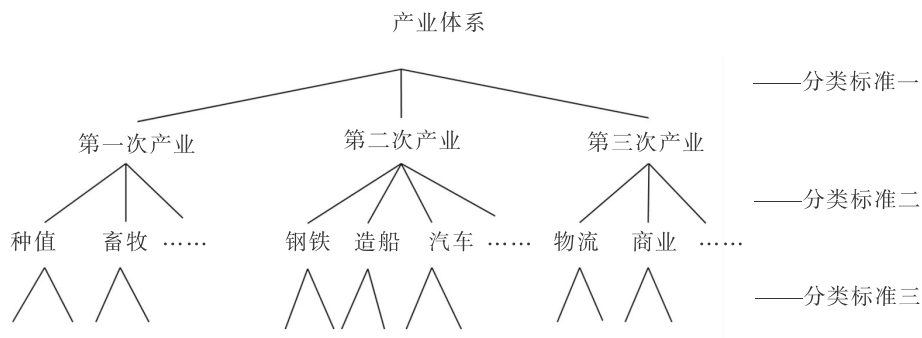 产业体系
——分类标准一
第一次产业 第二次产业 第三次产业
——分类标准二
种值 畜牧 …… 钢铁 造船 汽车 …… 物流 商业 ……
——分类标准三